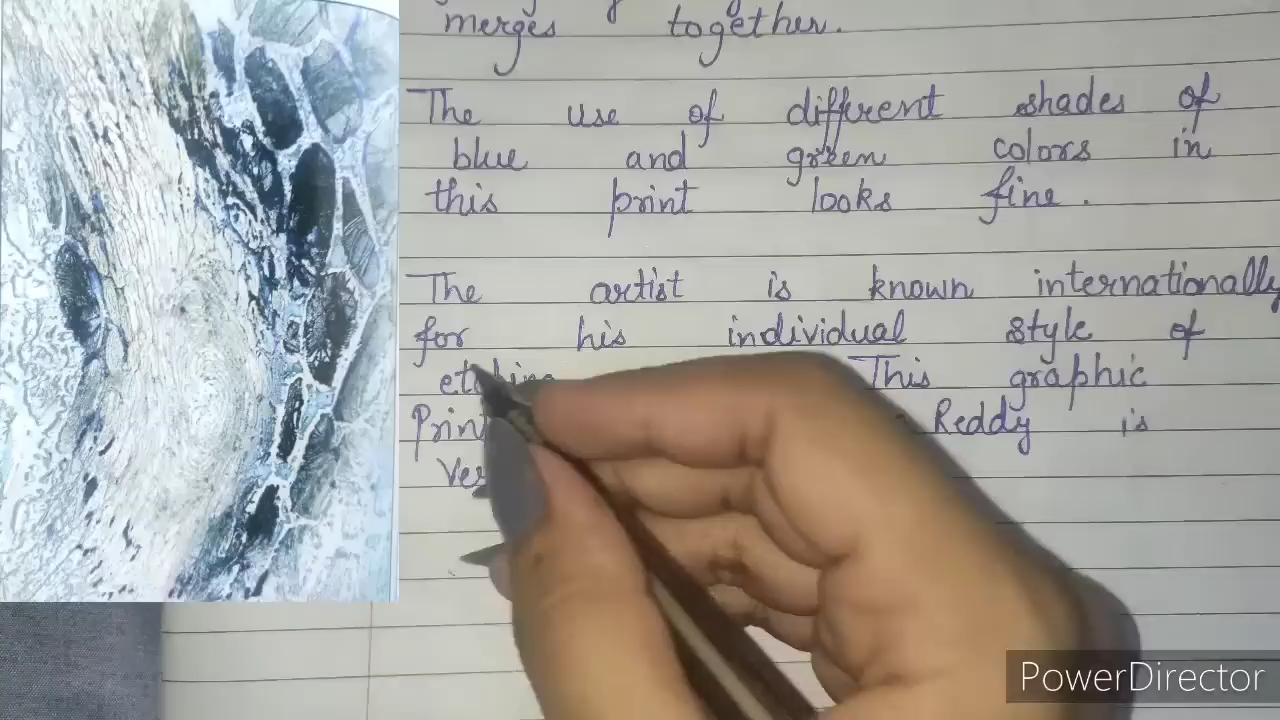 merges together.
The use of different shades of
blue and green colors in
this print looks fine.
The artist is known internationally
for his individual style of
etching This graphic
Reddy is
PowerDirector